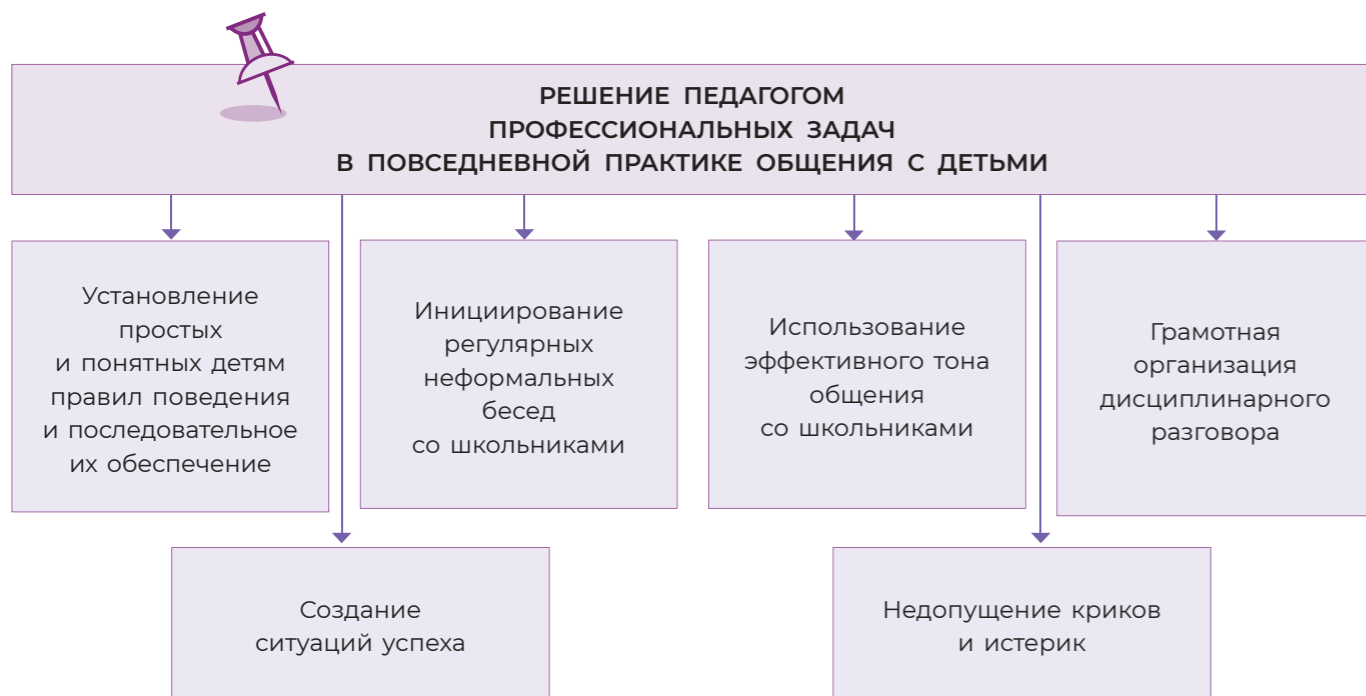 РЕШЕНИЕ ПЕДАГОГОМ
ПРОФЕССИОНАЛЬНЫХ ЗАДАЧ
В ПОВСЕДНЕВНОЙ ПРАКТИКЕ ОБЩЕНИЯ С ДЕТЬМИ
Установление
простых
и понятных детям
правил поведения
и последовательное
их обеспечение
Инициирование
регулярных
неформальных
бесед
со школьниками
Использование
эффективного тона
общения
со школьниками
Грамотная
организация
дисциплинарного
разговора
Создание
ситуаций успеха
Недопущение криков
и истерик